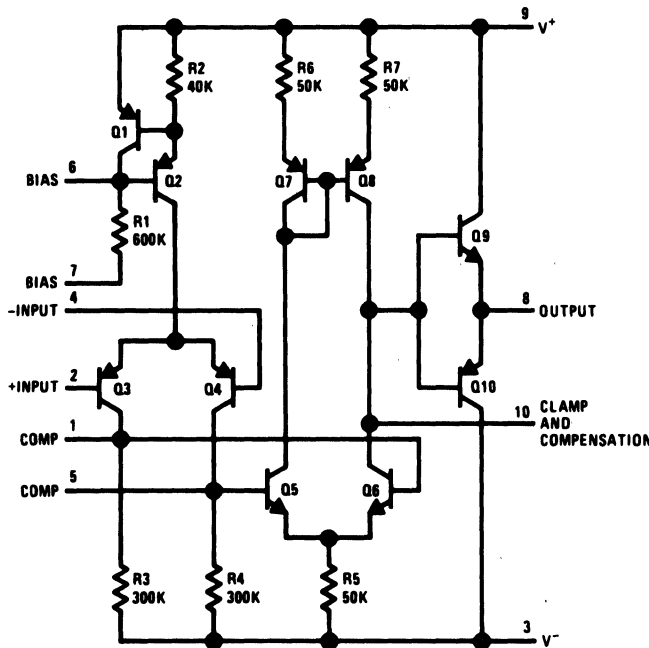 9 V+
R2
40K
R6
50K
R7
50K
Q1
6
BIAS
Q2
Q7
Q8
R1
600K
Q9
BIAS
7
4
-INPUT
8
OUTPUT
+INPUT
2
Q3
Q4
Q10
COMP
1
10
CLAMP
AND
COMPENSATION
COMP
5
Q5
Q6
R3
300K
R4
300K
R5
50K
3
V-